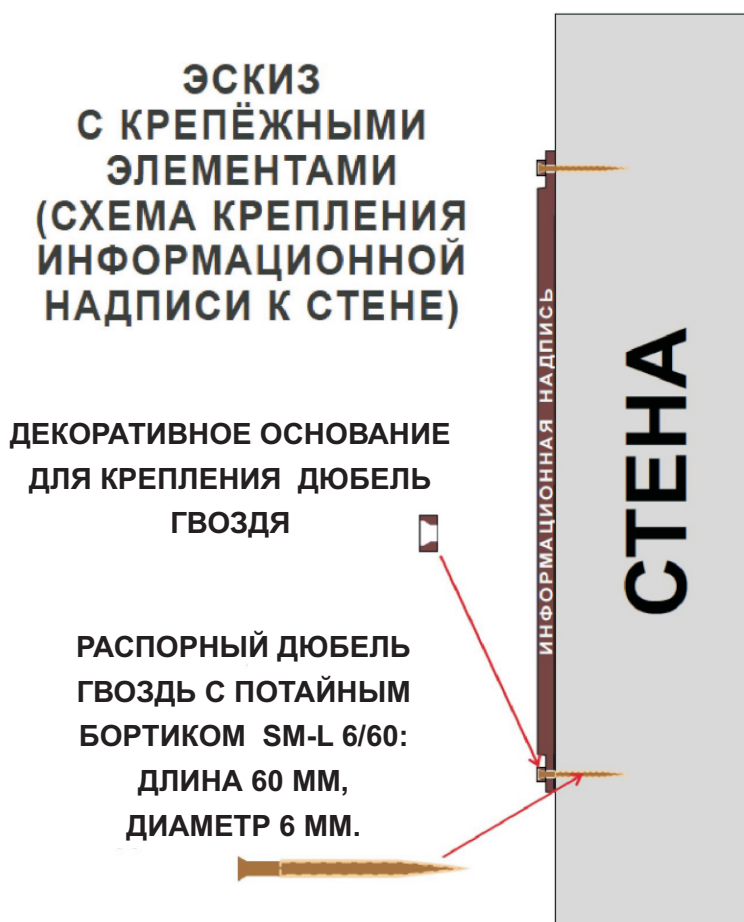 ЭСКИЗ
С КРЕПЁЖНЫМИ
ЭЛЕМЕНТАМИ
(СХЕМА КРЕПЛЕНИЯ
ИНФОРМАЦИОННОЙ
НАДПИСИ К СТЕНЕ)
ДЕКОРАТИВНОЕ ОСНОВАНИЕ
ДЛЯ КРЕПЛЕНИЯ ДЮБЕЛЬ
ГВОЗДЯ
РАСПОРНЫЙ ДЮБЕЛЬ
ГВОЗДЬ С ПОТАЙНЫМ
БОРТИКОМ SM-L 6/60:
ДЛИНА 60 ММ,
ДИАМЕТР 6 ММ.
ИНФОРМАЦИОННАЯ НАДПИСЬ
СТЕНА